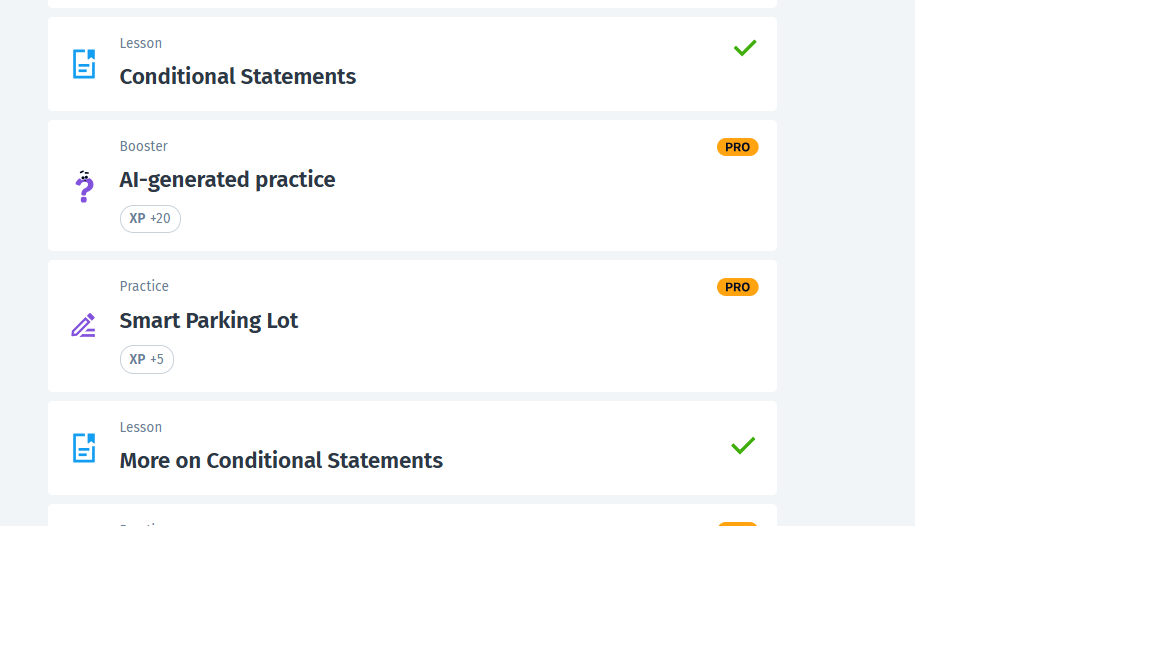 Lesson
Conditional Statements
Booster
PRO
AI-generated practice
XP +20
Practice
PRO
Smart Parking Lot
XP +5
Lesson
More on Conditional Statements